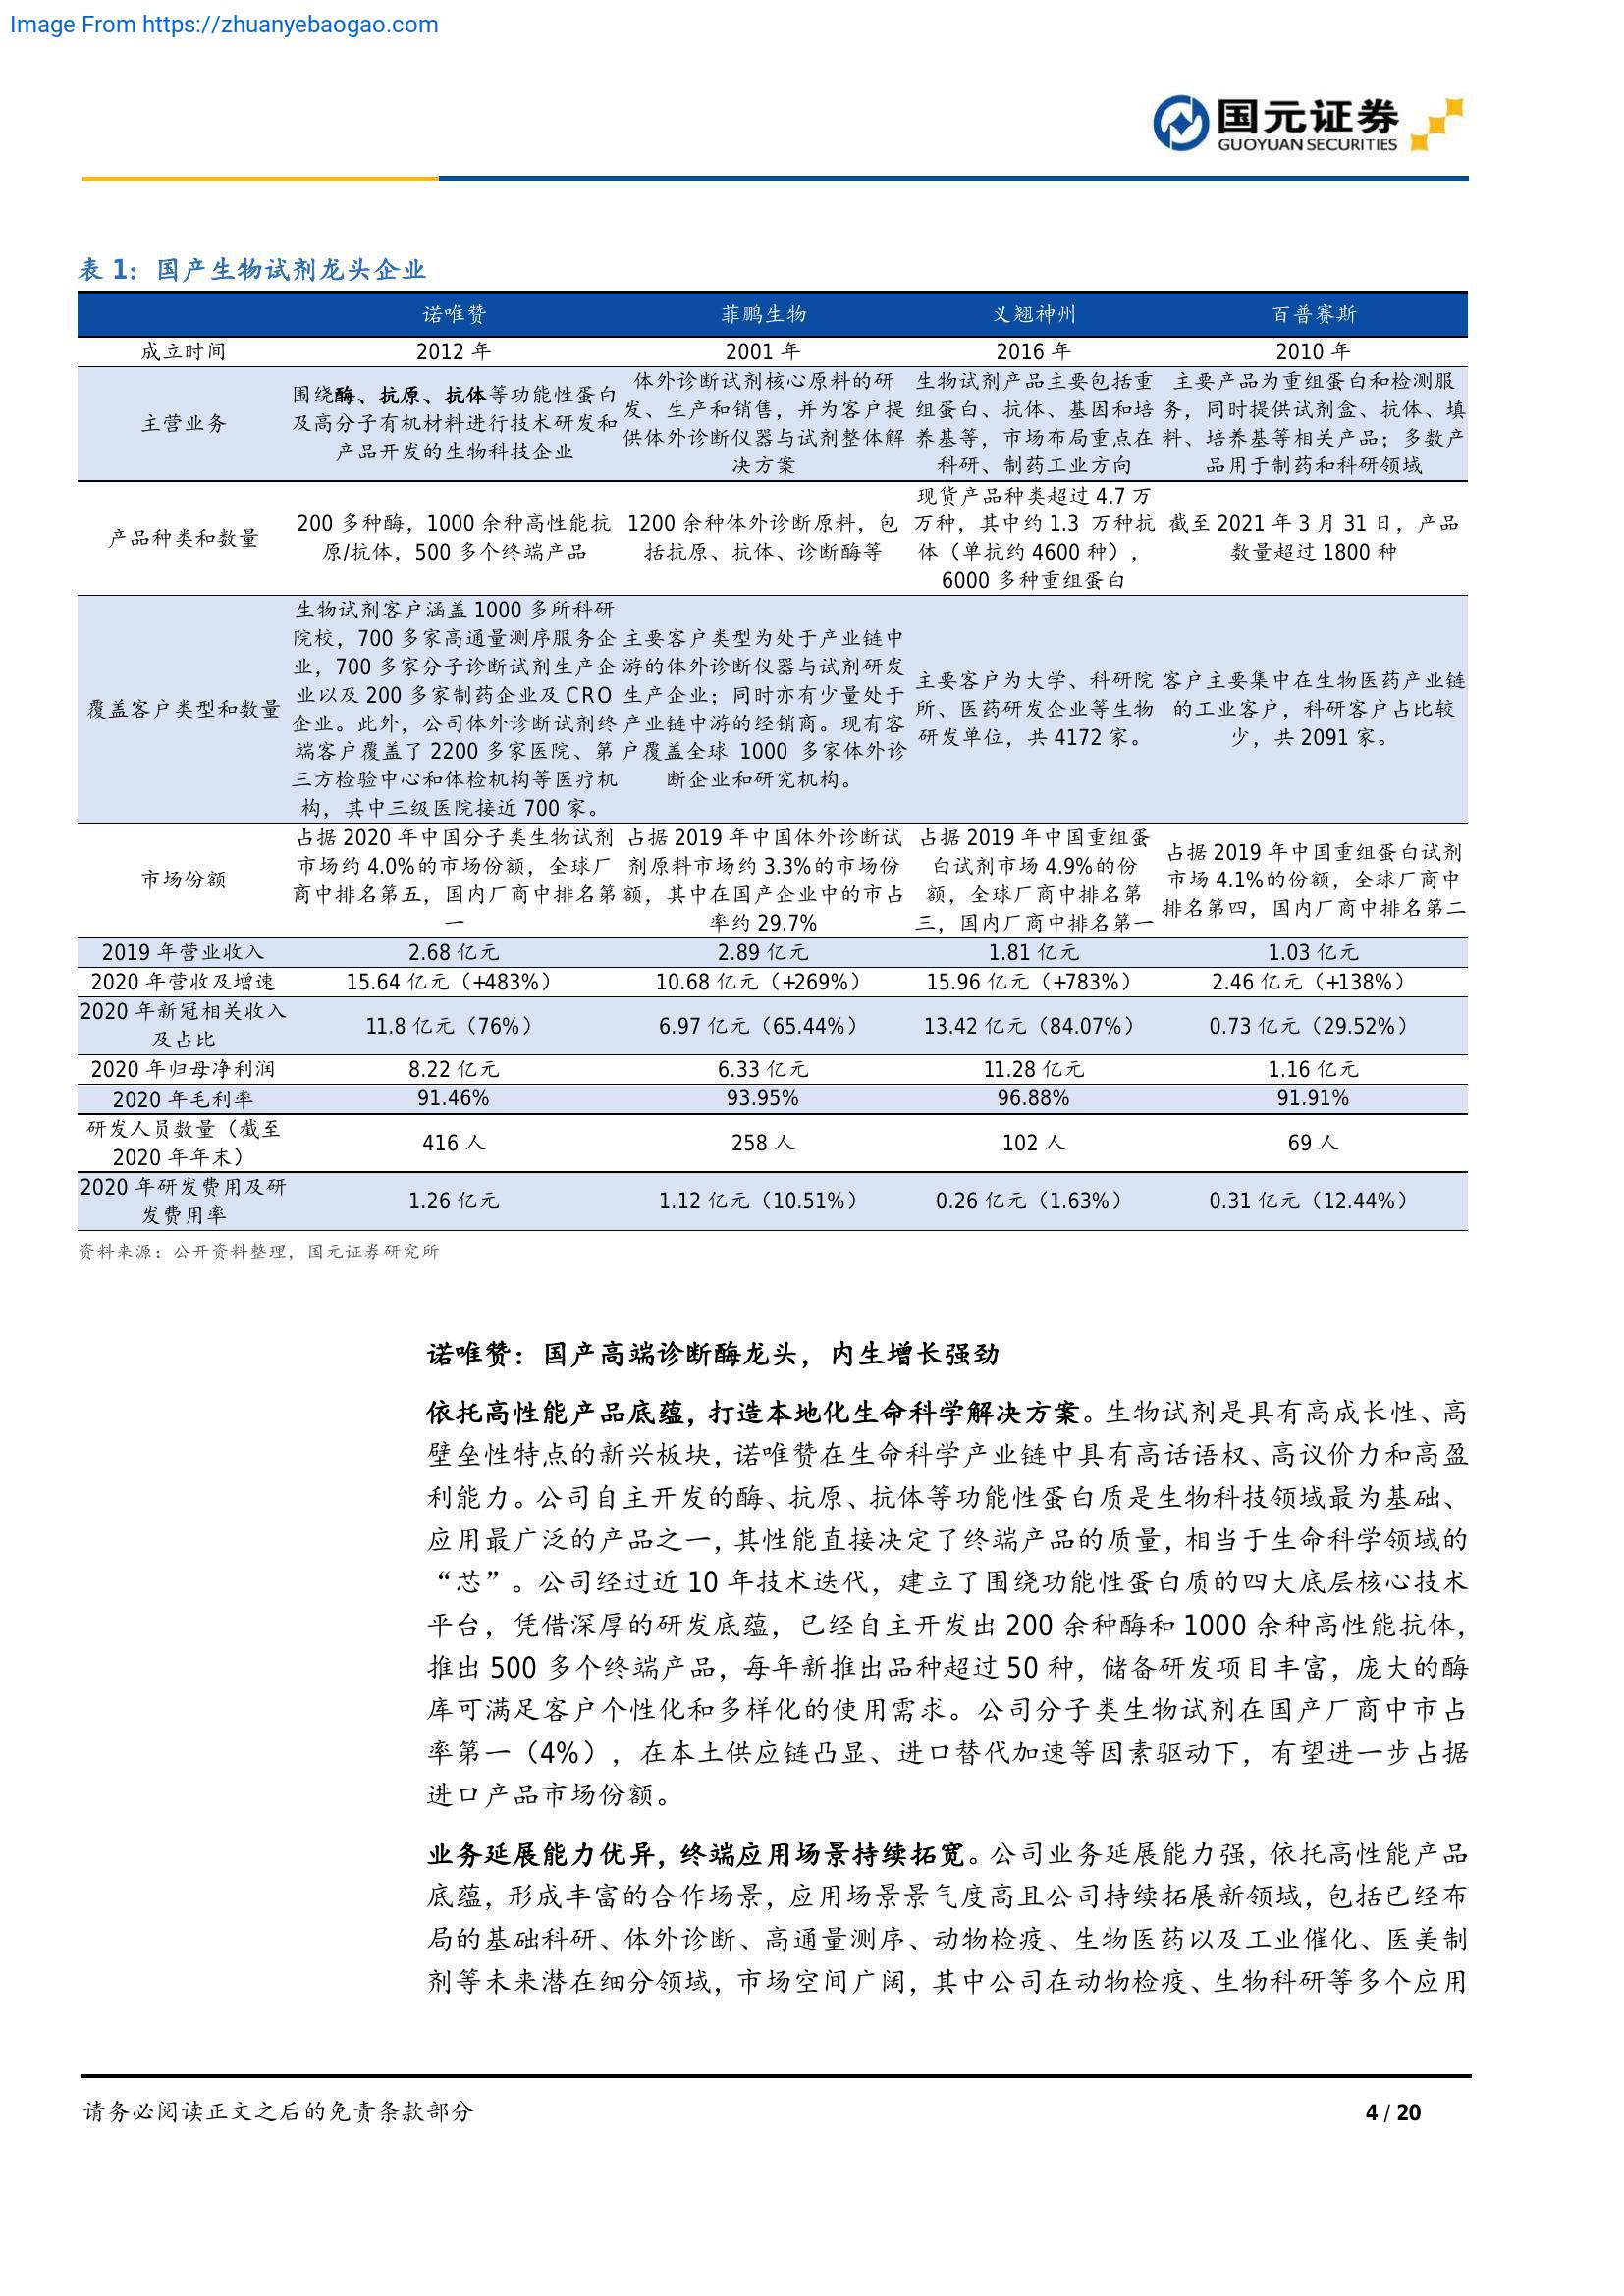 Image From https://zhuanyebaogao.com
国元证券
GUOYUAN SECURITIES
表 1：国产生物试剂龙头企业
诺唯赞 菲鹏生物 义翘神州 百普赛斯
成立时间 2012 年 2001 年 2016 年 2010 年
主营业务
围绕酶、抗原、抗体等功能性蛋白
及高分子有机材料进行技术研发和
产品开发的生物科技企业
体外诊断试剂核心原料的研
发、生产和销售，并为客户提
供体外诊断仪器与试剂整体解
决方案
生物试剂产品主要包括重
组蛋白、抗体、基因和培
养基等，市场布局重点在
科研、制药工业方向
主要产品为重组蛋白和检测服
务，同时提供试剂盒、抗体、填
料、培养基等相关产品；多数产
品用于制药和科研领域
产品种类和数量
200 多种酶，1000 余种高性能抗
原/抗体，500 多个终端产品
1200 余种体外诊断原料，包
括抗原、抗体、诊断酶等
现货产品种类超过 4.7 万
万种，其中约 1.3 万种抗
体（单抗约 4600 种），
6000 多种重组蛋白
截至 2021 年 3 月 31 日，产品
数量超过 1800 种
覆盖客户类型和数量
生物试剂客户涵盖 1000 多所科研
院校，700 多家高通量测序服务企
业，700 多家分子诊断试剂生产企
业以及 200 多家制药企业及 CRO
企业。此外，公司体外诊断试剂终
端客户覆盖了 2200 多家医院、第
三方检验中心和体检机构等医疗机
构，其中三级医院接近 700 家。
主要客户类型为处于产业链中
游的体外诊断仪器与试剂研发
生产企业；同时亦有少量处于
产业链中游的经销商。现有客
户覆盖全球 1000 多家体外诊
断企业和研究机构。
主要客户为大学、科研院
所、医药研发企业等生物
研发单位，共 4172 家。
客户主要集中在生物医药产业链
的工业客户，科研客户占比较
少，共 2091 家。
市场份额
占据 2020 年中国分子类生物试剂
市场约 4.0%的市场份额，全球厂
商中排名第五，国内厂商中排名第
一
占据 2019 年中国体外诊断试
剂原料市场约 3.3%的市场份
额，其中在国产企业中的市占
率约 29.7%
占据 2019 年中国重组蛋
白试剂市场 4.9%的份
额，全球厂商中排名第
三，国内厂商中排名第一
占据 2019 年中国重组蛋白试剂
市场 4.1%的份额，全球厂商中
排名第四，国内厂商中排名第二
2019 年营业收入 2.68 亿元 2.89 亿元 1.81 亿元 1.03 亿元
2020 年营收及增速 15.64 亿元（+483%） 10.68 亿元（+269%） 15.96 亿元（+783%） 2.46 亿元（+138%）
2020 年新冠相关收入
及占比
11.8 亿元（76%） 6.97 亿元（65.44%） 13.42 亿元（84.07%） 0.73 亿元（29.52%）
2020 年归母净利润 8.22 亿元 6.33 亿元 11.28 亿元 1.16 亿元
2020 年毛利率 91.46% 93.95% 96.88% 91.91%
研发人员数量（截至
2020 年年末）
416 人 258 人 102 人 69 人
2020 年研发费用及研
发费用率
1.26 亿元 1.12 亿元（10.51%） 0.26 亿元（1.63%） 0.31 亿元（12.44%）
资料来源：公开资料整理，国元证券研究所
诺唯赞：国产高端诊断酶龙头，内生增长强劲
依托高性能产品底蕴，打造本地化生命科学解决方案。生物试剂是具有高成长性、高
壁垒性特点的新兴板块，诺唯赞在生命科学产业链中具有高话语权、高议价力和高盈
利能力。公司自主开发的酶、抗原、抗体等功能性蛋白质是生物科技领域最为基础、
应用最广泛的产品之一，其性能直接决定了终端产品的质量，相当于生命科学领域的
“芯”。公司经过近 10 年技术迭代，建立了围绕功能性蛋白质的四大底层核心技术
平台，凭借深厚的研发底蕴，已经自主开发出 200 余种酶和 1000 余种高性能抗体，
推出 500 多个终端产品，每年新推出品种超过 50 种，储备研发项目丰富，庞大的酶
库可满足客户个性化和多样化的使用需求。公司分子类生物试剂在国产厂商中市占
率第一（4%），在本土供应链凸显、进口替代加速等因素驱动下，有望进一步占据
进口产品市场份额。
业务延展能力优异，终端应用场景持续拓宽。公司业务延展能力强，依托高性能产品
底蕴，形成丰富的合作场景，应用场景景气度高且公司持续拓展新领域，包括已经布
局的基础科研、体外诊断、高通量测序、动物检疫、生物医药以及工业催化、医美制
剂等未来潜在细分领域，市场空间广阔，其中公司在动物检疫、生物科研等多个应用
请务必阅读正文之后的免责条款部分
4 / 20